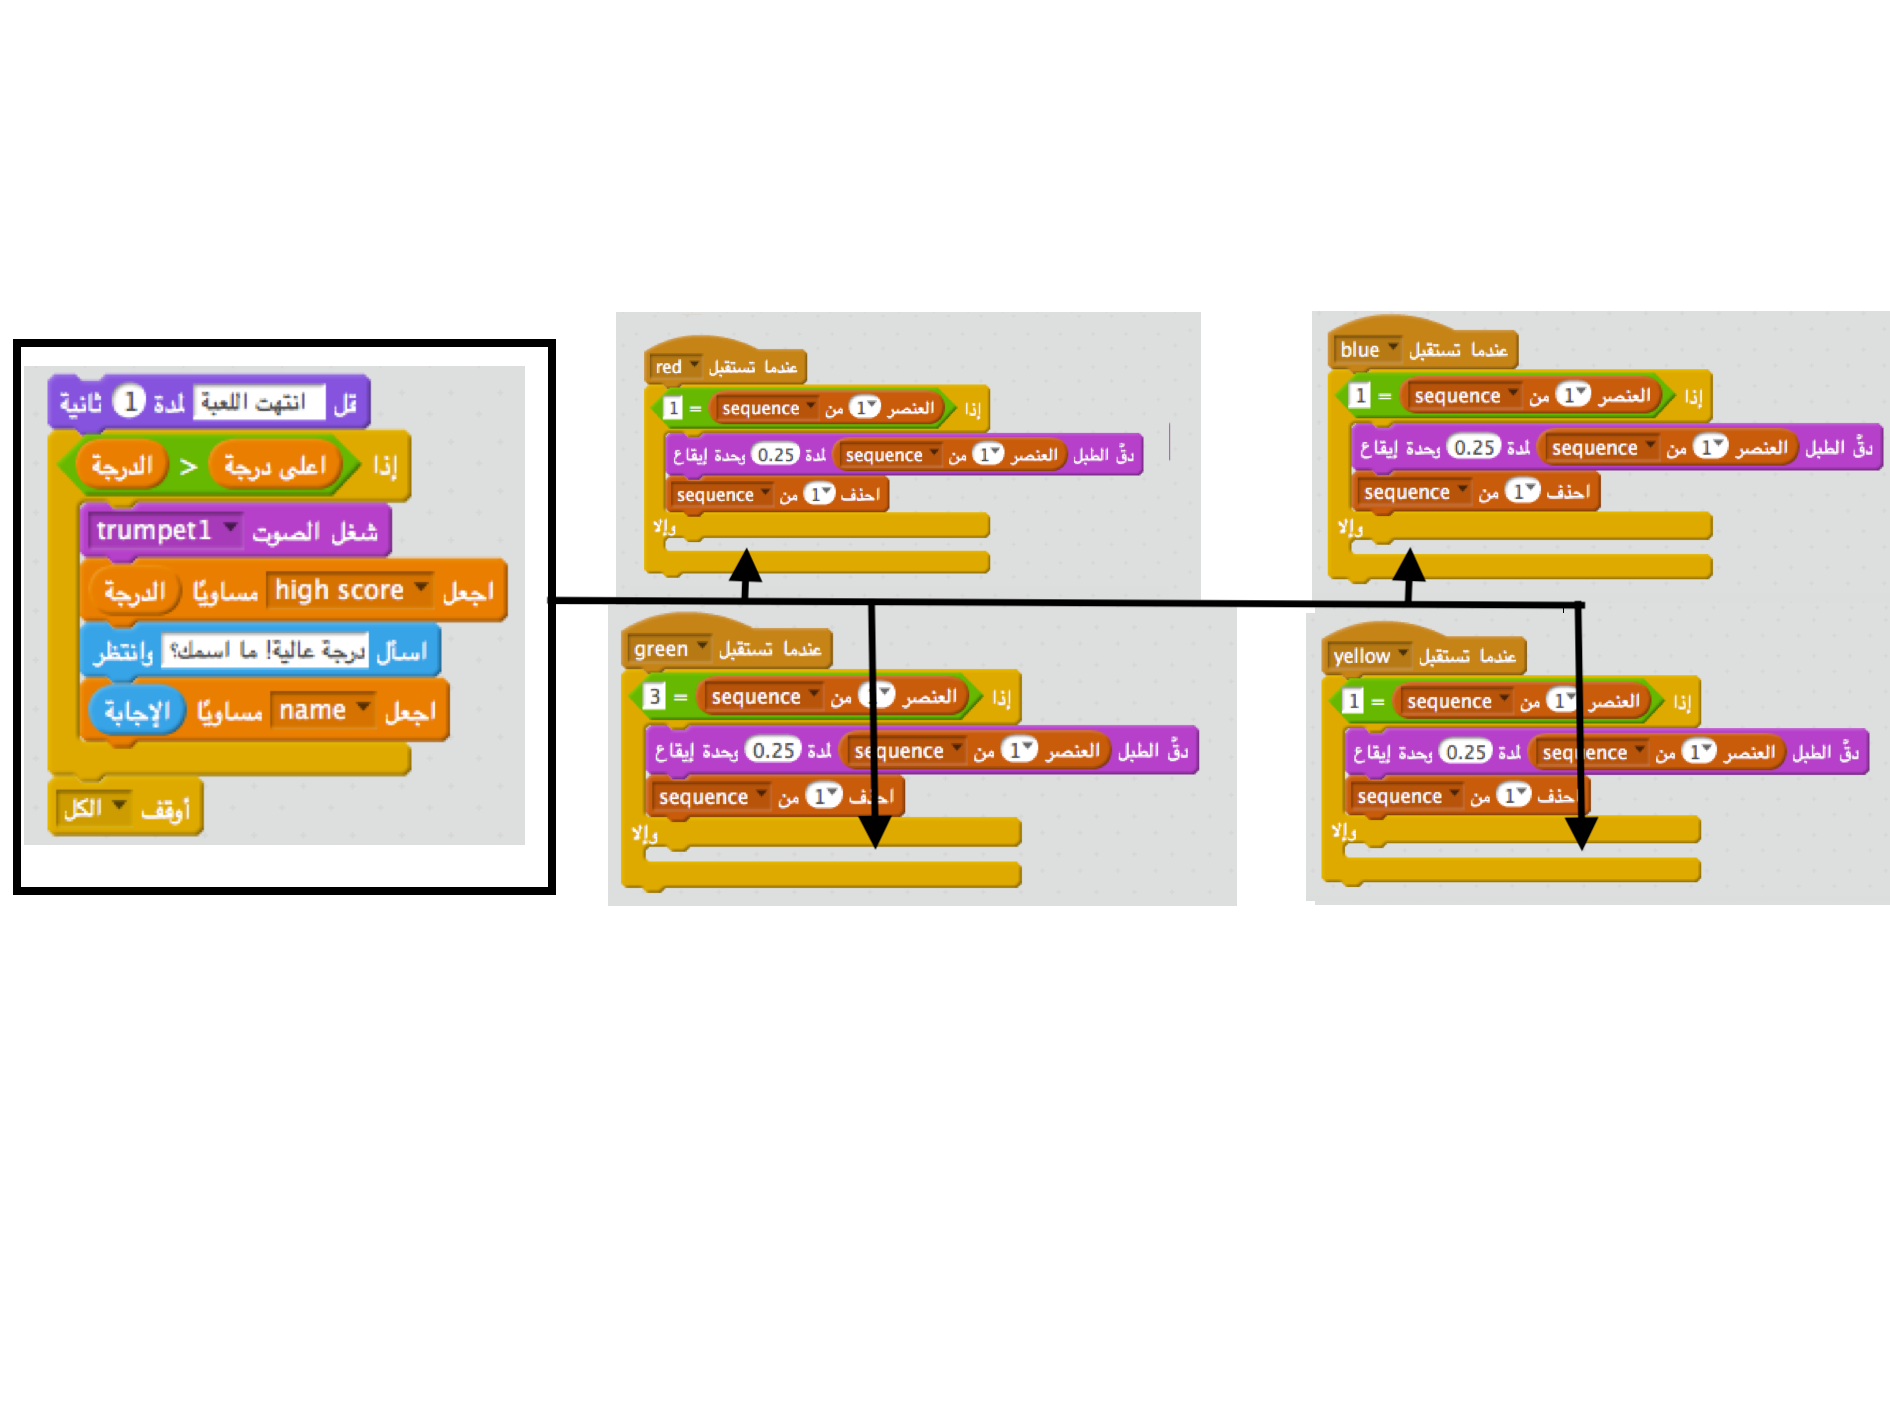 قل انتهت اللعبة لمدة 1 ثانية
إذا اعلى درجة > الدرجة
شغل الصوت trumpet1
اجعل high score مساويًا الدرجة
اسأل درجة عالية! ما اسمك؟ وانتظر
اجعل name مساويًا الإجابة
أوقف الكل
عندما تستقبل red
إذا العنصر 1 من sequence = 1
دقّ الطبل العنصر 1 من sequence لمدة 0.25 وحدة إيقاع
احذف 1 من sequence
وإلا
عندما تستقبل blue
إذا العنصر 1 من sequence = 1
دقّ الطبل العنصر 1 من sequence لمدة 0.25 وحدة إيقاع
احذف 1 من sequence
وإلا
عندما تستقبل green
إذا العنصر 1 من sequence = 3
دقّ الطبل العنصر 1 من sequence لمدة 0.25 وحدة إيقاع
احذف 1 من sequence
وإلا
عندما تستقبل yellow
إذا العنصر 1 من sequence = 1
دقّ الطبل العنصر 1 من sequence لمدة 0.25 وحدة إيقاع
احذف 1 من sequence
وإلا